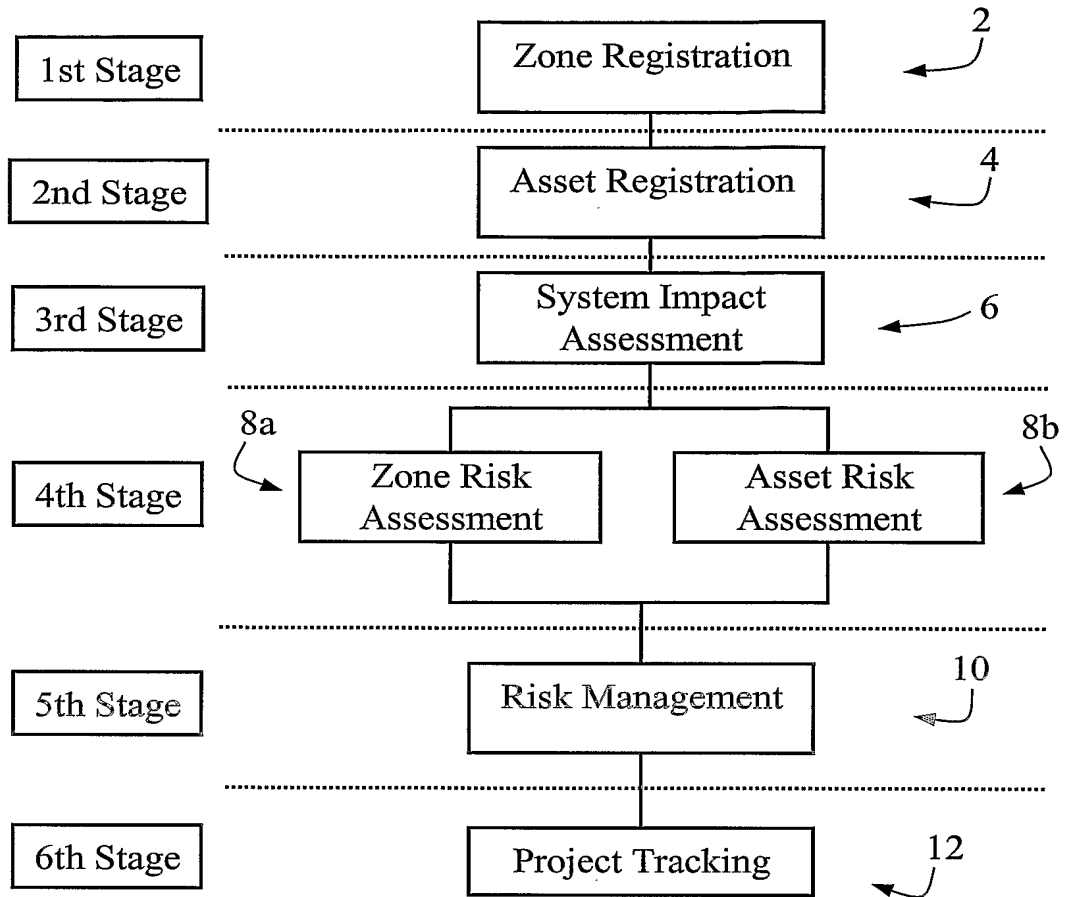 1st Stage
Zone Registration
2
2nd Stage
Asset Registration
4
3rd Stage
System Impact
Assessment
6
4th Stage
8a
Zone Risk
Assessment
Asset Risk
Assessment
8b
5th Stage
Risk Management
10
6th Stage
Project Tracking
12